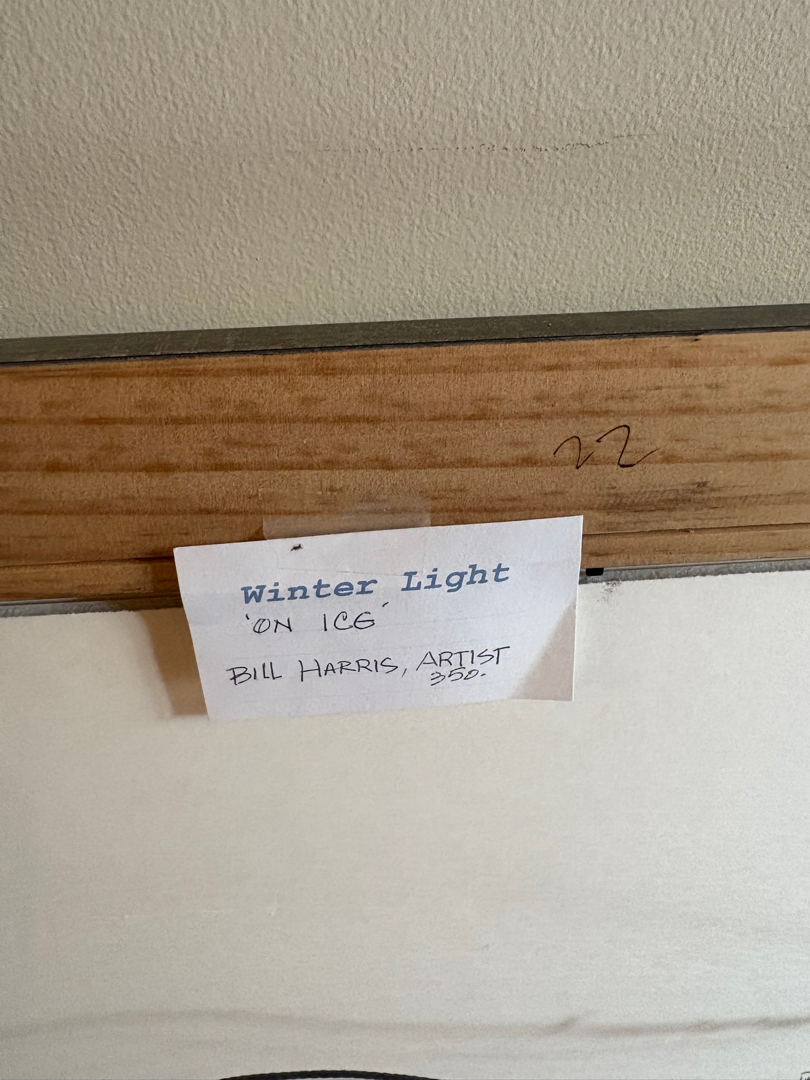 22
Winter Light
'ON ICE'
BILL HARRIS, ARTIST
350.